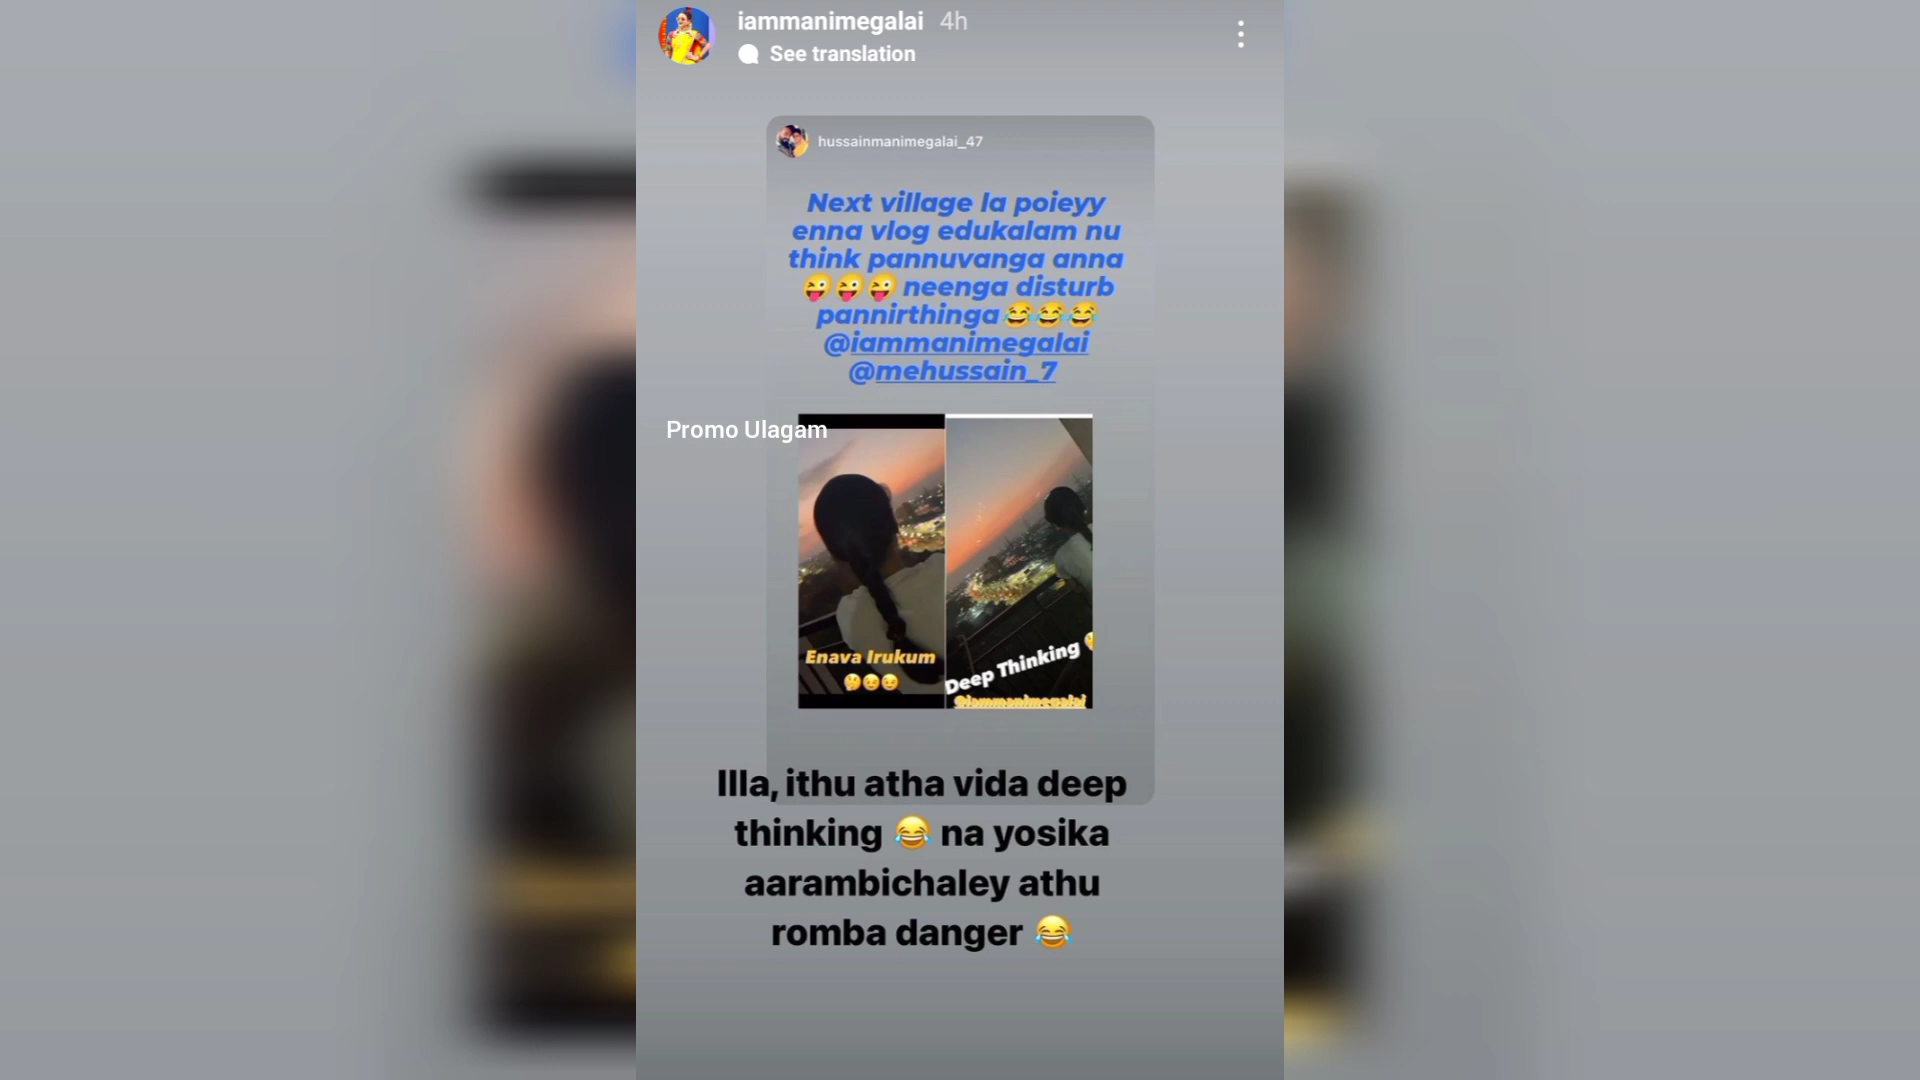 iammanimegalai 4h
See translation
hussainmanimegalai_47
Next village la poieyy
enna vlog edukalam nu
think pannuvanga anna
😜😜😜 neenga disturb
pannirthinga😂😂😂
@iammanimegalai
@mehussain_7
Promo Ulagam
Enava Irukum
🤔😉😉
Deep Thinking 🤔
@iammanimegalai
Illa, ithu atha vida deep
thinking 😂 na yosika
aarambichaley athu
romba danger 😂